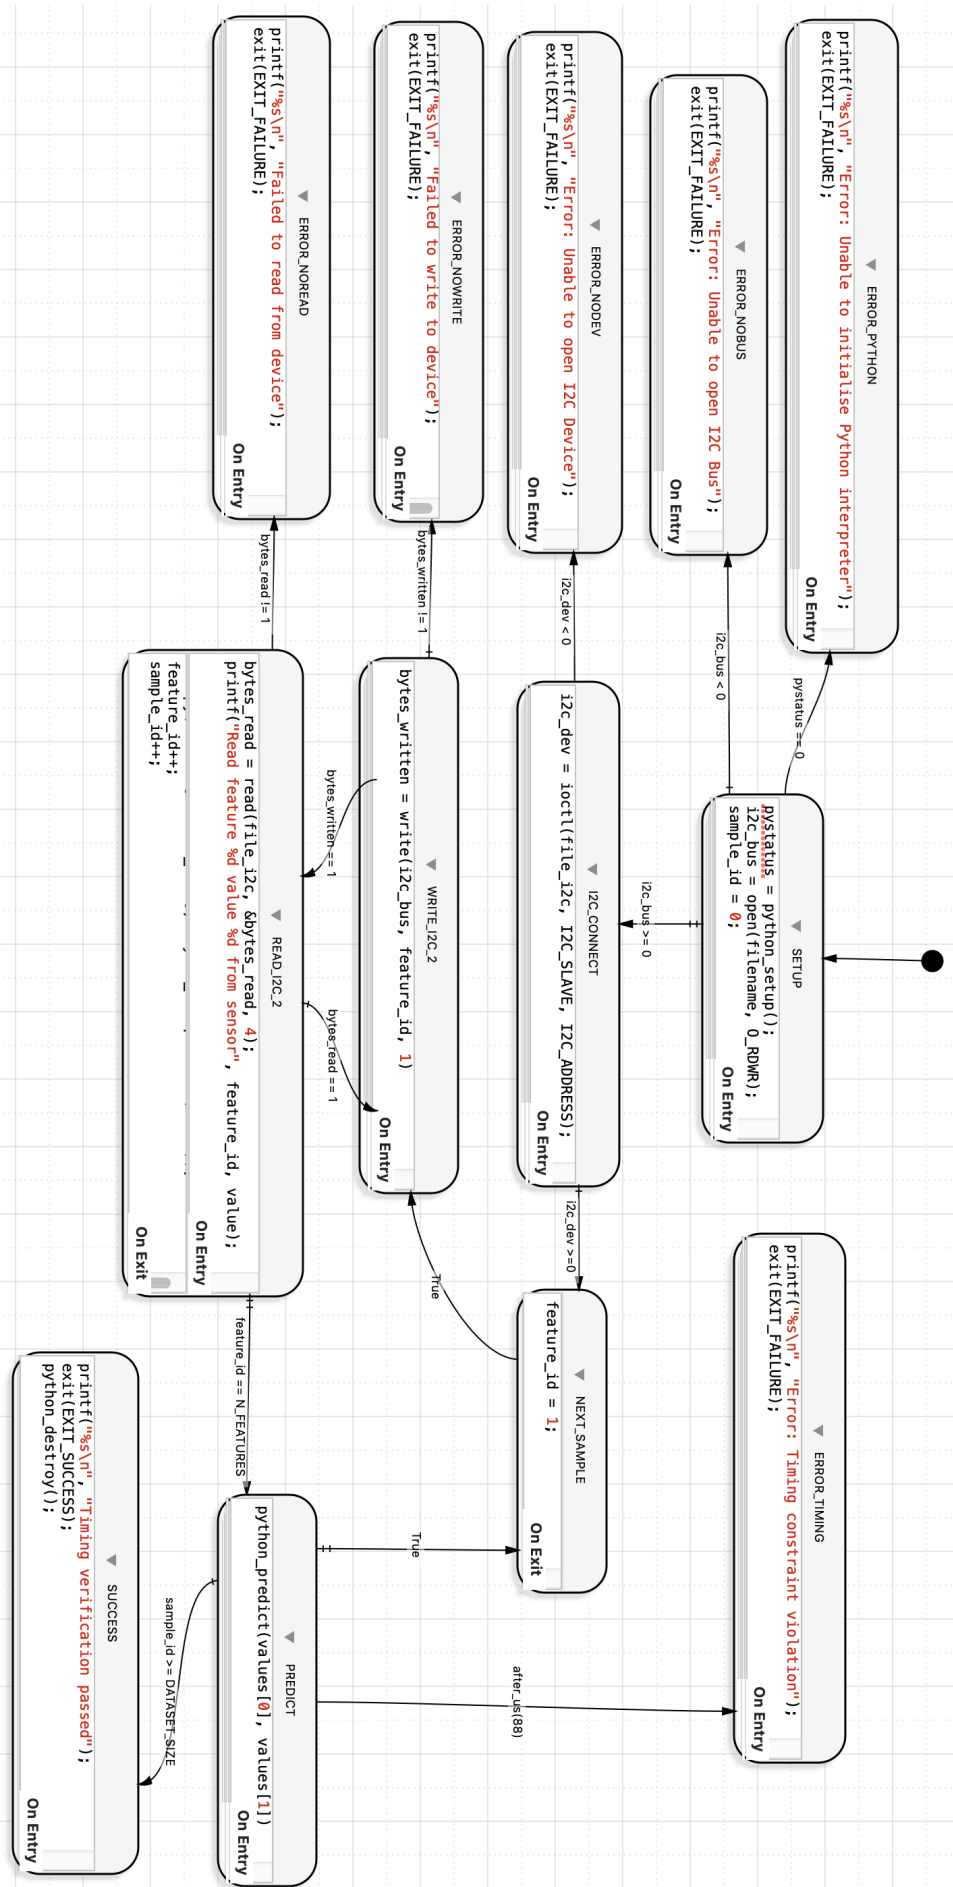 ERROR_PYTHON
printf("%s\n", "Error: Unable to initialise Python interpreter");
exit(EXIT_FAILURE);
On Entry
pystatus == 0
ERROR_NOBUS
printf("%s\n", "Error: Unable to open I2C Bus");
exit(EXIT_FAILURE);
On Entry
i2c_bus < 0
SETUP
pystatus = python_setup();
i2c_bus = open(filename, O_RDWR);
sample_id = 0;
On Entry
i2c_bus >= 0
ERROR_TIMING
printf("%s\n", "Error: Timing constraint violation");
exit(EXIT_FAILURE);
On Entry
ERROR_NODEV
printf("%s\n", "Error: Unable to open I2C Device");
exit(EXIT_FAILURE);
On Entry
i2c_dev < 0
I2C_CONNECT
i2c_dev = ioctl(file_i2c, I2C_SLAVE, I2C_ADDRESS);
On Entry
i2c_dev >=0
NEXT_SAMPLE
feature_id = 1;
On Exit
after_us(88)
ERROR_NOWRITE
printf("%s\n", "Failed to write to device");
exit(EXIT_FAILURE);
On Entry
bytes_written != 1
WRITE_I2C_2
bytes_written = write(i2c_bus, feature_id, 1)
On Entry
True
True
bytes_written == 1
bytes_read == 1
ERROR_NOREAD
printf("%s\n", "Failed to read from device");
exit(EXIT_FAILURE);
On Entry
bytes_read != 1
READ_I2C_2
bytes_read = read(file_i2c, &bytes_read, 4);
printf("Read feature %d value %d from sensor", feature_id, value);
On Entry
feature_id++;
sample_id++;
On Exit
feature_id == N_FEATURES
PREDICT
python_predict(values[0], values[1])
On Entry
sample_id >= DATASET_SIZE
SUCCESS
printf("%s\n", "Timing verification passed");
exit(EXIT_SUCCESS);
python_destroy();
On Entry